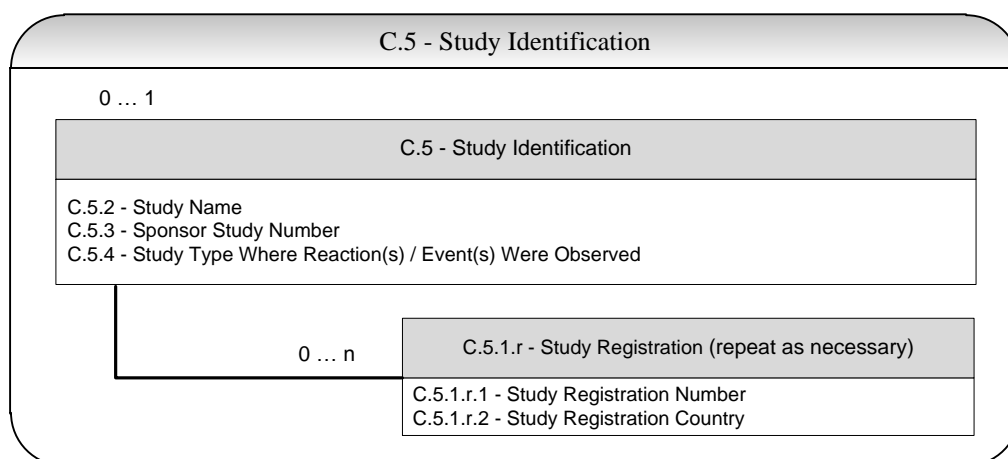 C.5 - Study Identification
0 … 1
C.5 - Study Identification
C.5.2 - Study Name
C.5.3 - Sponsor Study Number
C.5.4 - Study Type Where Reaction(s) / Event(s) Were Observed
0 … n
C.5.1.r - Study Registration (repeat as necessary)
C.5.1.r.1 - Study Registration Number
C.5.1.r.2 - Study Registration Country